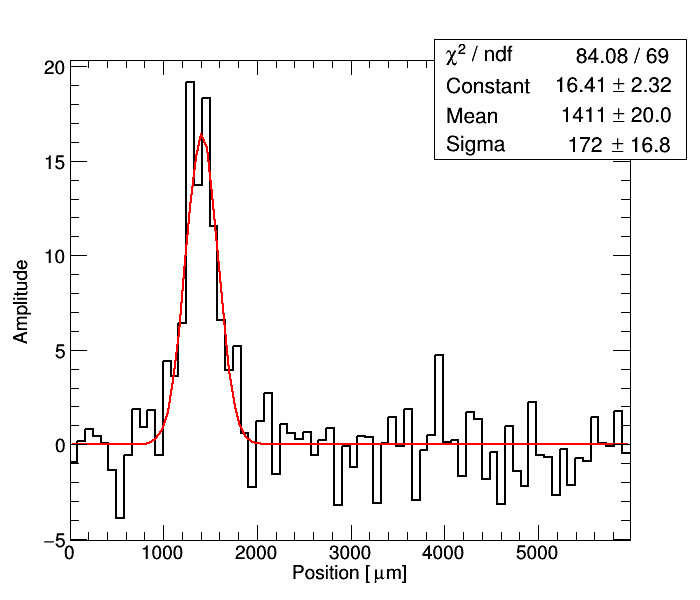 χ² / ndf 84.08 / 69
Constant 16.41 ± 2.32
Mean 1411 ± 20.0
Sigma 172 ± 16.8
20
15
10
5
0
−5
Amplitude
0 1000 2000 3000 4000 5000
Position [ μm]